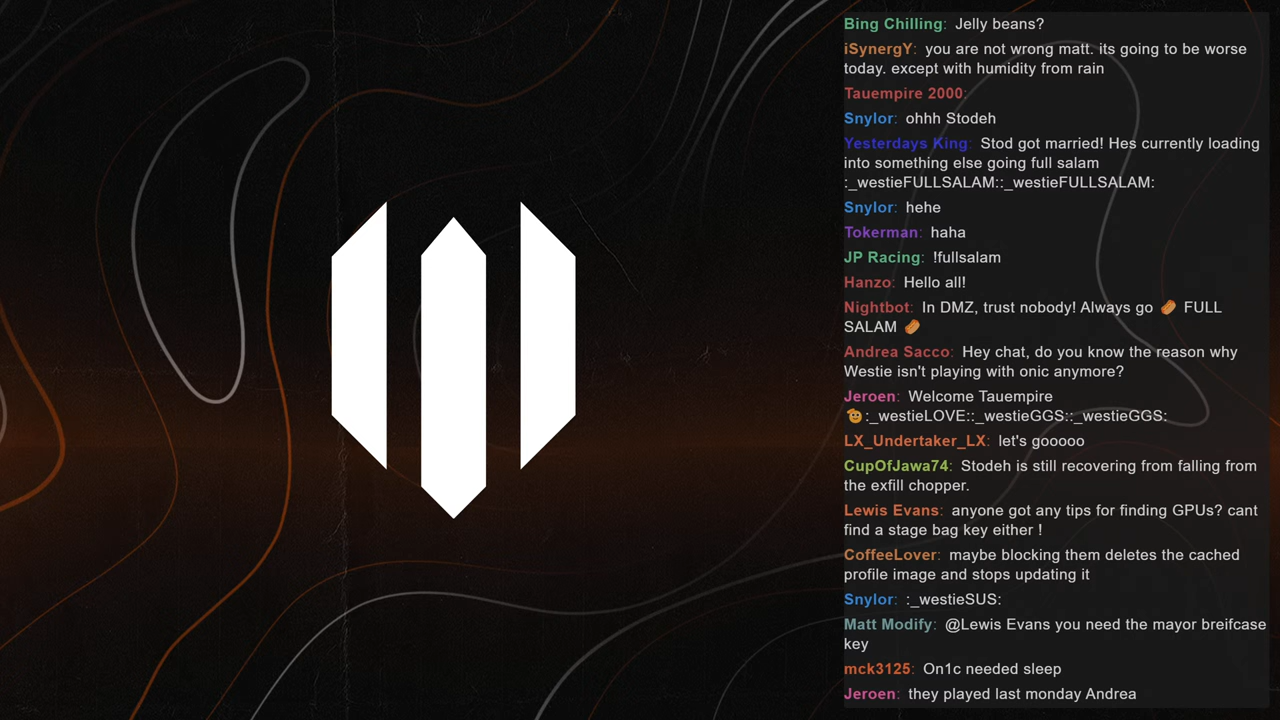 Bing Chilling: Jelly beans?
iSynergY: you are not wrong matt. its going to be worse
today. except with humidity from rain
Tauempire 2000:
Snylor: ohhh Stodeh
Yesterdays King: Stod got married! Hes currently loading
into something else going full salam
:_westieFULLSALAM::_westieFULLSALAM:
Snylor: hehe
Tokerman: haha
JP Racing: !fullsalam
Hanzo: Hello all!
Nightbot: In DMZ, trust nobody! Always go 🥜 FULL
SALAM 🥜
Andrea Sacco: Hey chat, do you know the reason why
Westie isn't playing with onic anymore?
Jeroen: Welcome Tauempire
🫡:_westieLOVE::_westieGGS::_westieGGS:
LX_Undertaker_LX: let's gooooo
CupOfJawa74: Stodeh is still recovering from falling from
the exfill chopper.
Lewis Evans: anyone got any tips for finding GPUs? cant
find a stage bag key either !
CoffeeLover: maybe blocking them deletes the cached
profile image and stops updating it
Snylor: :_westieSUS:
Matt Modify: @Lewis Evans you need the mayor breifcase
key
mck3125: On1c needed sleep
Jeroen: they played last monday Andrea